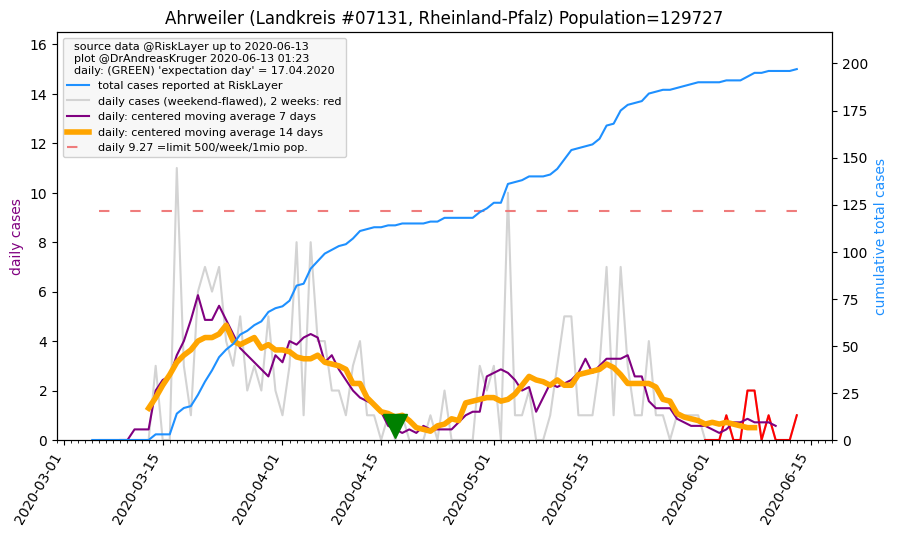 Ahrweiler (Landkreis #07131, Rheinland-Pfalz) Population=129727
source data @RiskLayer up to 2020-06-13
plot @DrAndreasKruger 2020-06-13 01:23
daily: (GREEN) 'expectation day' = 17.04.2020
total cases reported at RiskLayer
daily cases (weekend-flawed), 2 weeks: red
daily: centered moving average 7 days
daily: centered moving average 14 days
daily 9.27 =limit 500/week/1mio pop.
daily cases
16
14
12
10
8
6
4
2
0
cumulative total cases
200
175
150
125
100
75
50
25
0
2020-03-01
2020-03-15
2020-04-01
2020-04-15
2020-05-01
2020-05-15
2020-06-01
2020-06-15